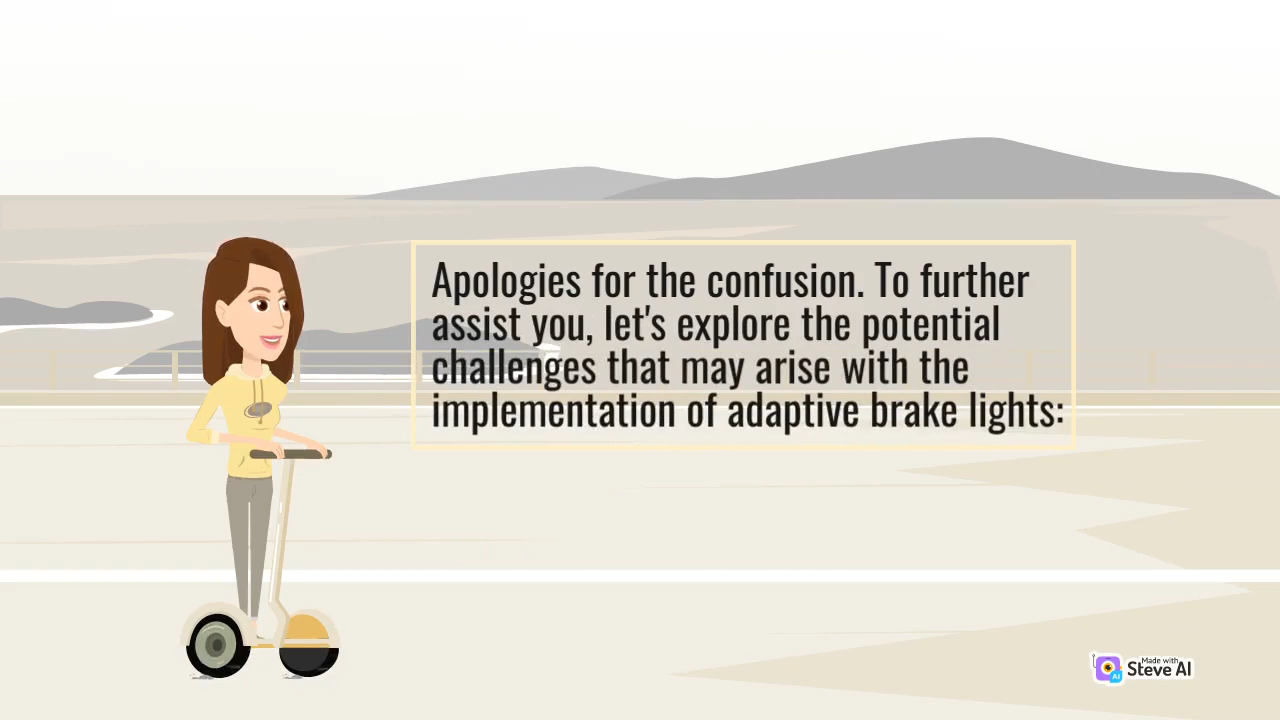 Apologies for the confusion. To further
assist you, let's explore the potential
challenges that may arise with the
implementation of adaptive brake lights:
Made with
Steve AI
AI